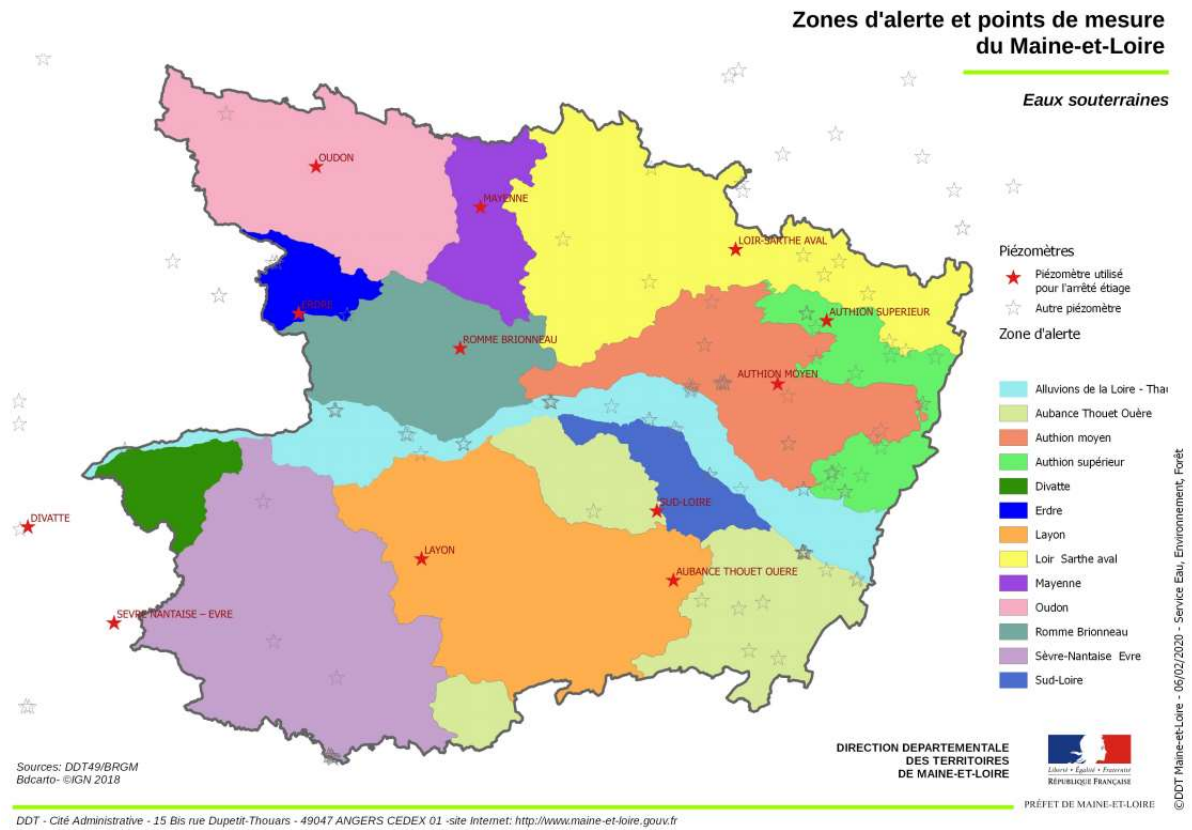 Zones d'alerte et points de mesure
du Maine-et-Loire
Eaux souterraines
OUDON
MAYENNE
LOIR-SARTHE AVAL
ERDRE
AUTHION SUPERIEUR
ROMME BRIONNEAU
AUTHION MOYEN
SUD-LOIRE
DIVATTE
LAYON
AUBANCE THOUET OUERE
SEVRE NANTAISE – EVRE
Piézomètres
Piézomètre utilisé
pour l'arrêté étiage
Autre piézomètre
Zone d'alerte
Alluvions de la Loire - Thau
Aubance Thouet Ouère
Authion moyen
Authion supérieur
Divatte
Erdre
Layon
Loir Sarthe aval
Mayenne
Oudon
Romme Brionneau
Sèvre-Nantaise Evre
Sud-Loire
©DDT Maine-et-Loire - 06/02/2020 - Service Eau, Environnement, Forêt
Sources: DDT49/BRGM
Bdcarto- ©IGN 2018
DIRECTION DEPARTEMENTALE
DES TERRITOIRES
DE MAINE-ET-LOIRE
Liberté • Égalité • Fraternité
RÉPUBLIQUE FRANÇAISE
PRÉFET DE MAINE-ET-LOIRE
DDT - Cité Administrative - 15 Bis rue Dupetit-Thouars - 49047 ANGERS CEDEX 01 -site Internet: http://www.maine-et-loire.gouv.fr